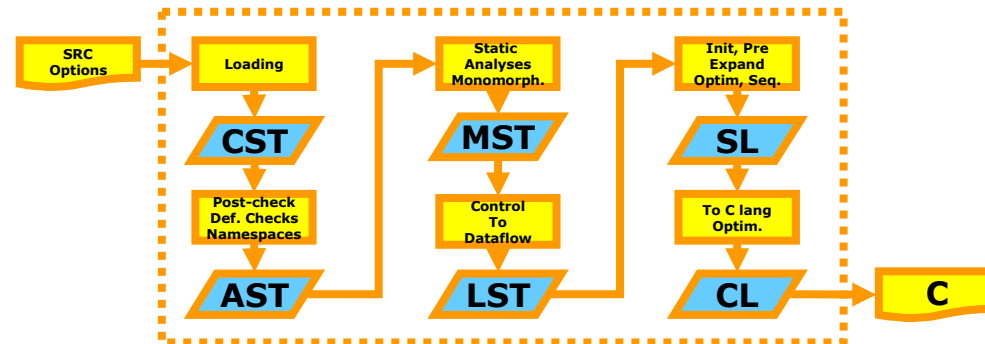 SRC
Options
Loading
CST
Post-check
Def. Checks
Namespaces
AST
Static
Analyses
Monomorph.
MST
Control
To
Dataflow
LST
Init, Pre
Expand
Optim, Seq.
SL
To C lang
Optim.
CL
C